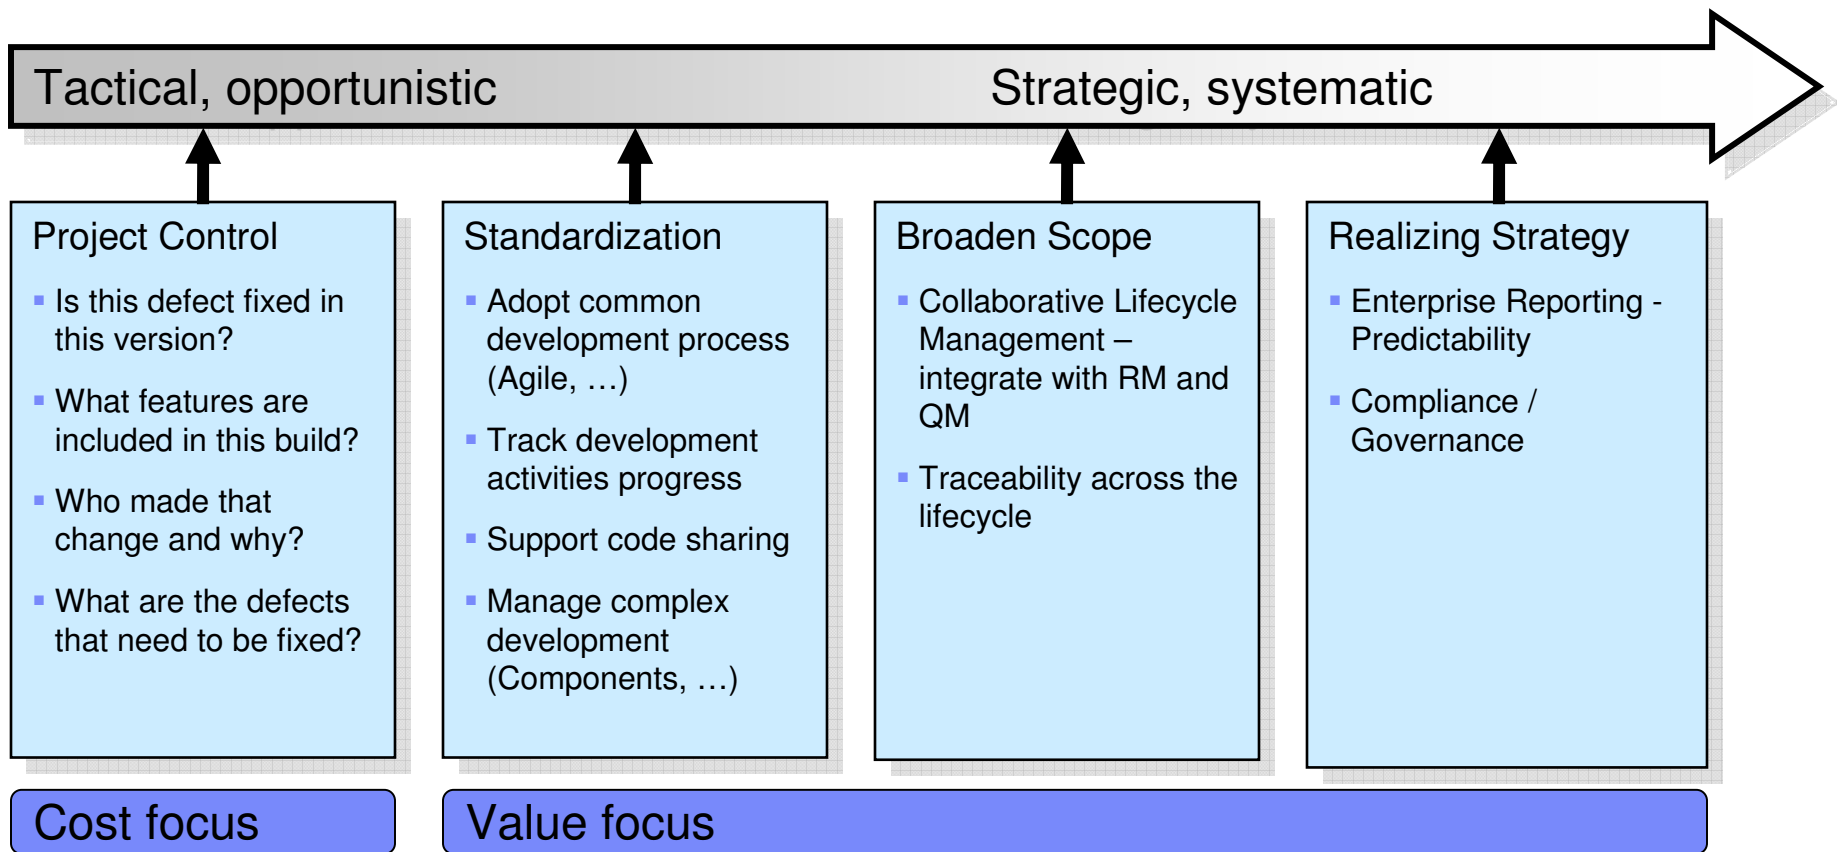 Tactical, opportunistic
Strategic, systematic
Project Control
Is this defect fixed in
this version?
What features are
included in this build?
Who made that
change and why?
What are the defects
that need to be fixed?
Standardization
Adopt common
development process
(Agile, …)
Track development
activities progress
Support code sharing
Manage complex
development
(Components, …)
Broaden Scope
Collaborative Lifecycle
Management –
integrate with RM and
QM
Traceability across the
lifecycle
Realizing Strategy
Enterprise Reporting -
Predictability
Compliance /
Governance
Cost focus
Value focus